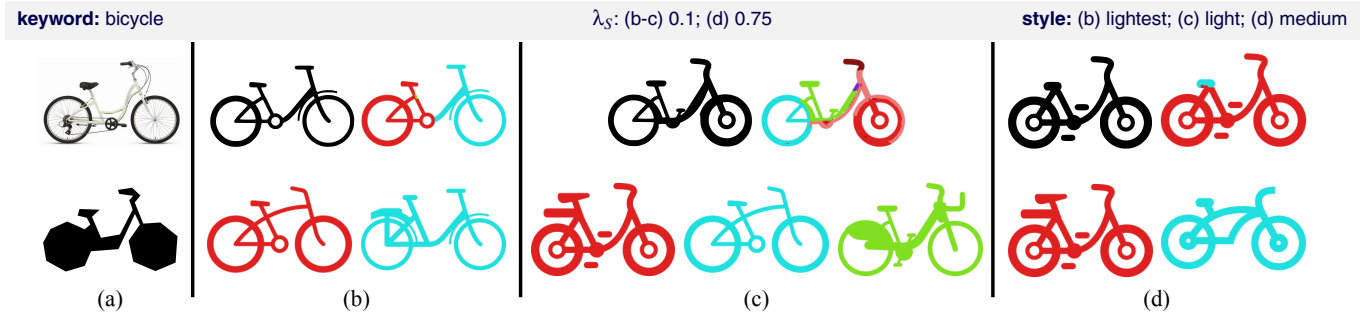 keyword: bicycle
λS: (b-c) 0.1; (d) 0.75
style: (b) lightest; (c) light; (d) medium
(a)
(b)
(c)
(d)